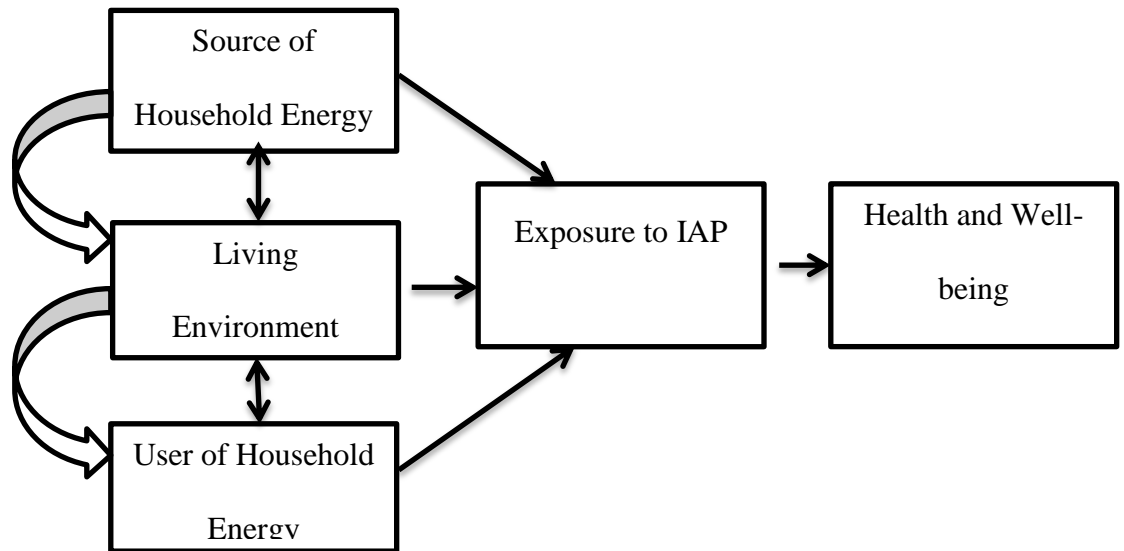 Source of
Household Energy
Living
Environment
User of Household
Energy
Exposure to IAP
Health and Well-
being